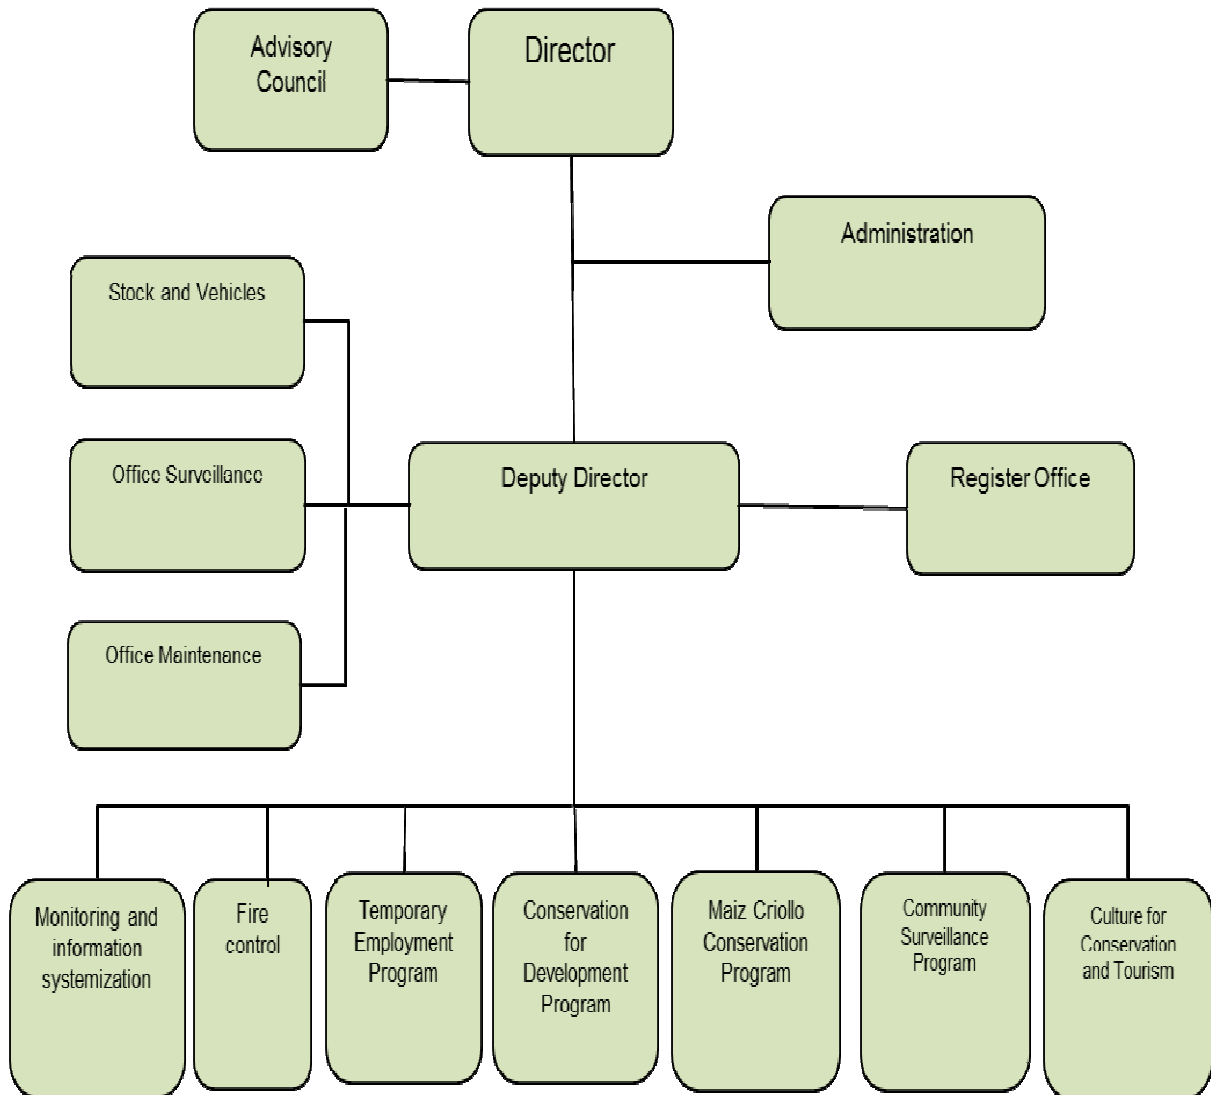 Advisory
Council
Director
Administration
Stock and Vehicles
Office Surveillance
Deputy Director
Register Office
Office Maintenance
Monitoring and
information
systemization
Fire
control
Temporary
Employment
Program
Conservation
for
Development
Program
Maiz Criollo
Conservation
Program
Community
Surveillance
Program
Culture for
Conservation
and Tourism